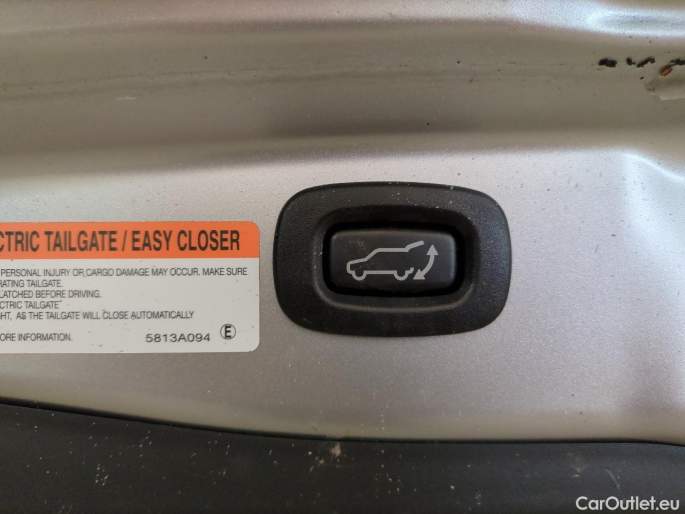 CTRIC TAILGATE / EASY CLOSER
PERSONAL INJURY OR CARGO DAMAGE MAY OCCUR. MAKE SURE
RATING TAILGATE.
LATCHED BEFORE DRIVING.
CTRIC TAILGATE
GHT, AS THE TAILGATE WILL CLOSE AUTOMATICALLY
ORE INFORMATION. 5813A094 E
CarOutlet.eu